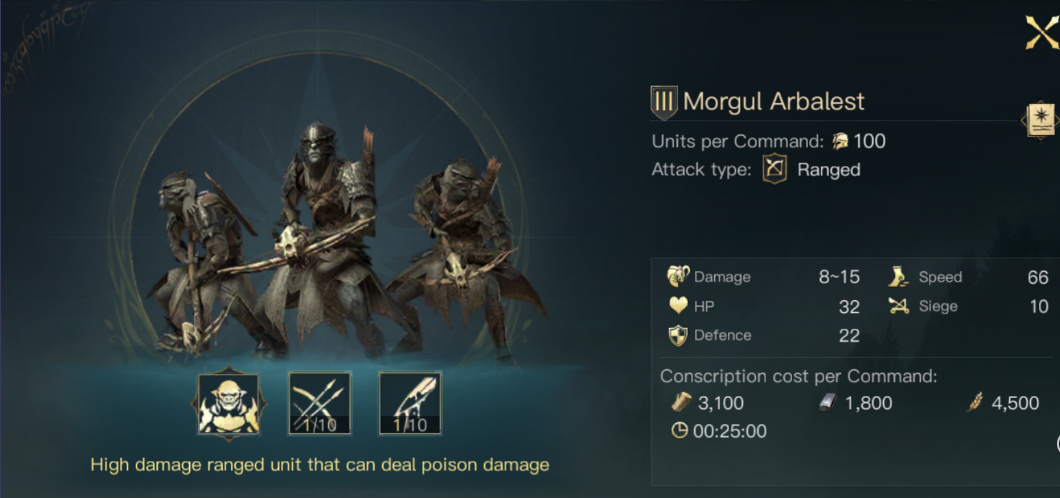 III Morgul Arbalest
Units per Command: 100
Attack type: Ranged
Damage 8~15 Speed 66
HP 32 Siege 10
Defence 22
Conscription cost per Command:
3,100 1,800 4,500
00:25:00
1/10 1/10
High damage ranged unit that can deal poison damage